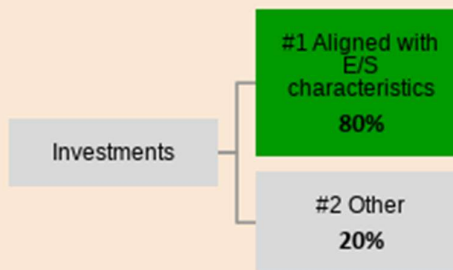 #1 Aligned with
E/S
characteristics
80%
Investments
#2 Other
20%